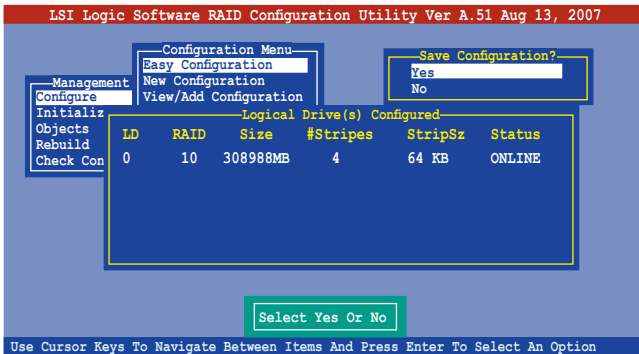 LSI Logic Software RAID Configuration Utility Ver A.51 Aug 13, 2007
Configuration Menu
Easy Configuration
New Configuration
View/Add Configuration
Save Configuration?
Yes
No
Management
Configure
Initializ
Objects
Rebuild
Check Con
Logical Drive(s) Configured
LD RAID Size #Stripes StripSz Status
0 10 308988MB 4 64 KB ONLINE
Select Yes Or No
Use Cursor Keys To Navigate Between Items And Press Enter To Select An Option